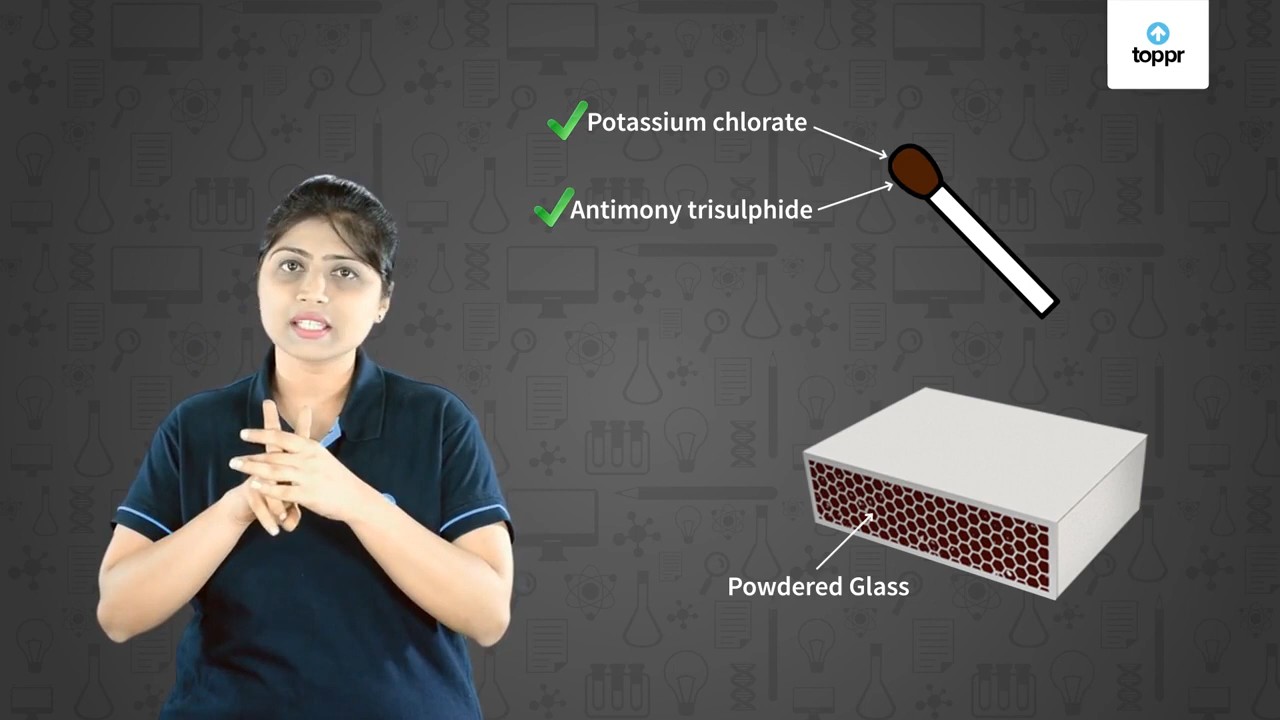 toppr
Potassium chlorate
Antimony trisulphide
Powdered Glass